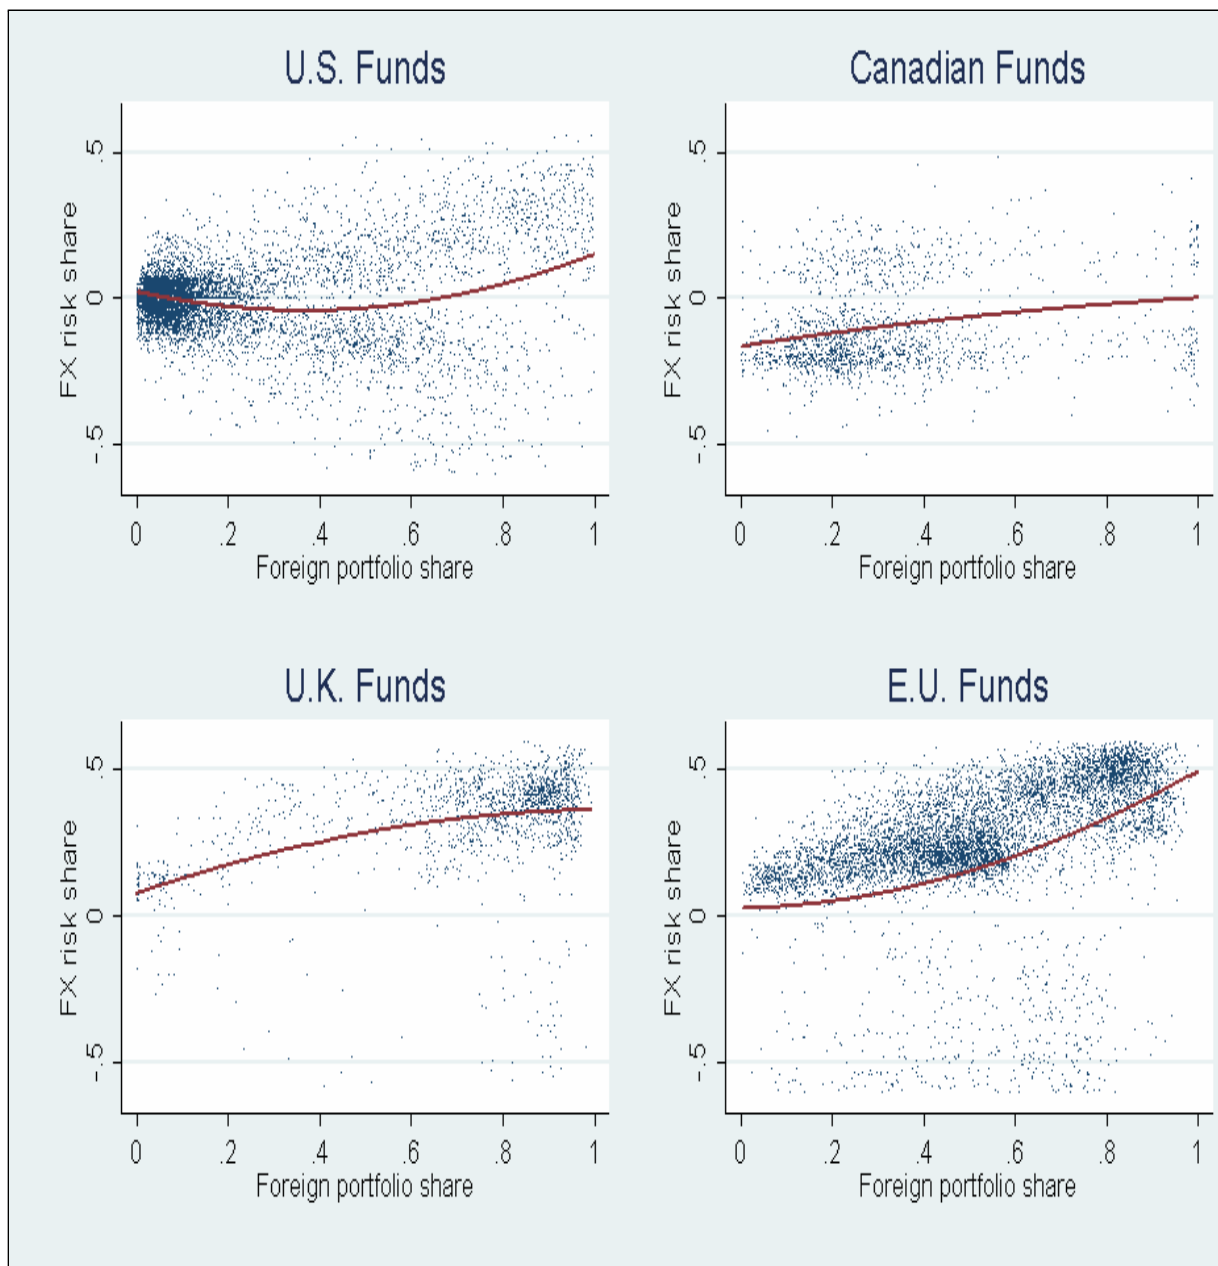 U.S. Funds
FX risk share
.5
0
-.5
0 .2 .4 .6 .8 1
Foreign portfolio share
Canadian Funds
FX risk share
.5
0
-.5
0 .2 .4 .6 .8 1
Foreign portfolio share
U.K. Funds
FX risk share
.5
0
-.5
0 .2 .4 .6 .8 1
Foreign portfolio share
E.U. Funds
FX risk share
.5
0
-.5
0 .2 .4 .6 .8 1
Foreign portfolio share